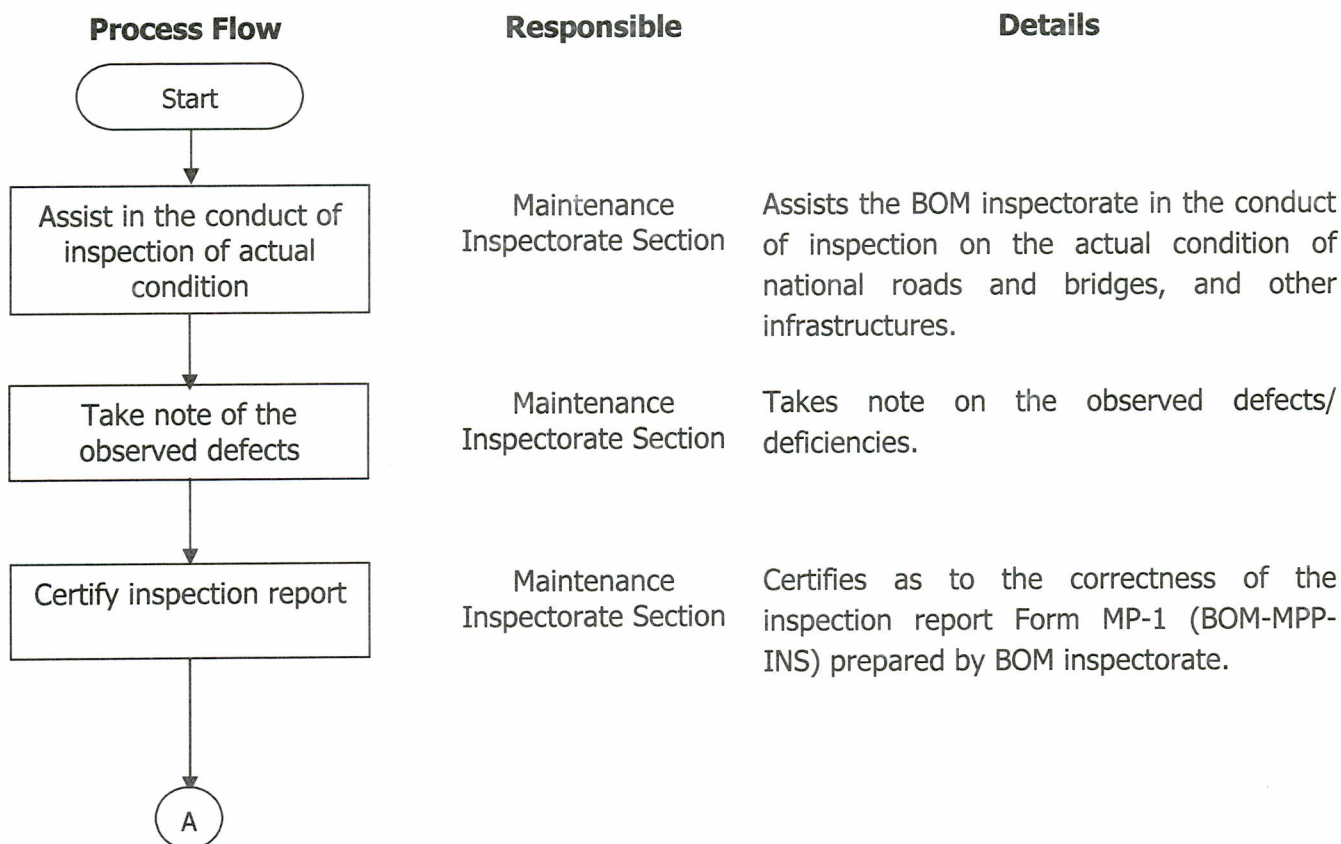 Process Flow Responsible Details
Start
Assist in the conduct of
inspection of actual
condition
Maintenance
Inspectorate Section
Assists the BOM inspectorate in the conduct
of inspection on the actual condition of
national roads and bridges, and other
infrastructures.
Take note of the
observed defects
Maintenance
Inspectorate Section
Takes note on the observed defects/
deficiencies.
Certify inspection report
Maintenance
Inspectorate Section
Certifies as to the correctness of the
inspection report Form MP-1 (BOM-MPP-
INS) prepared by BOM inspectorate.
A